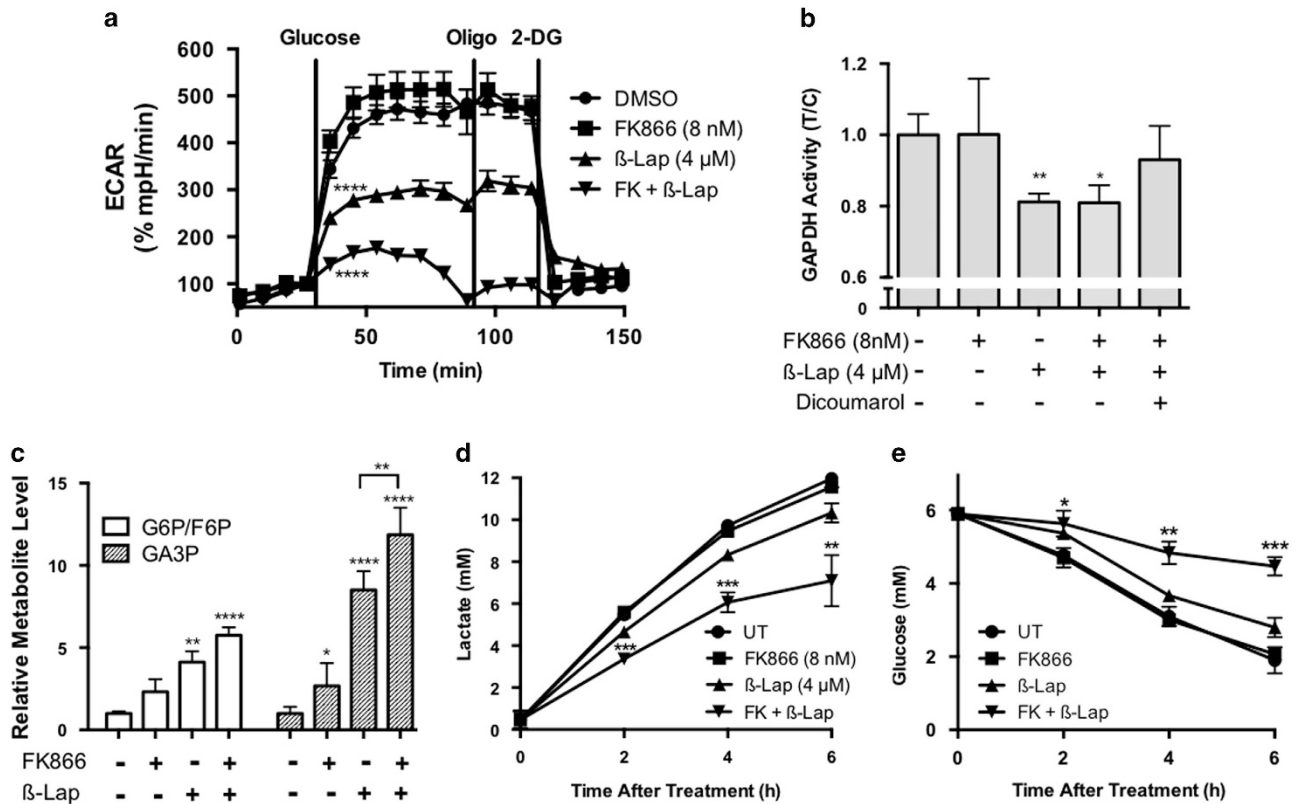 a
Glucose Oligo 2-DG
600
500
400
300
200
100
ECAR
(% mpH/min)
0 50 100 150
Time (min)
DMSO
FK866 (8 nM)
ß-Lap (4 µM)
FK + ß-Lap
****
****
b
1.2
1.0
0.8
0.6
0
GAPDH Activity (T/C)
** *
FK866 (8nM) - + - + +
ß-Lap (4 µM) - - + + +
Dicoumarol - - - - +
c
15
10
5
0
Relative Metabolite Level
G6P/F6P
GA3P
**
** **** * **** ****
FK866 - + - + - + - +
ß-Lap - - + + - - + +
d
12
10
8
6
4
2
0
Lactate (mM)
*** *** **
UT
FK866 (8 nM)
ß-Lap (4 µM)
FK + ß-Lap
0 2 4 6
Time After Treatment (h)
e
6
4
2
0
Glucose (mM)
* ** ***
UT
FK866
ß-Lap
FK + ß-Lap
0 2 4 6
Time After Treatment (h)